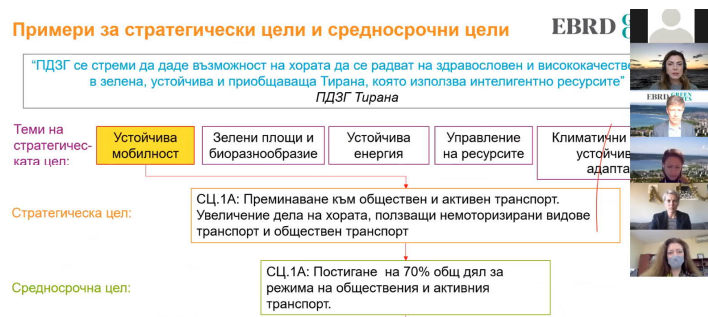 Примери за стратегически цели и средносрочни цели
EBRD
"ПДЗГ се стреми да даде възможност на хората да се радват на здравословен и
в зелена, устойчива и приобщаваща Тирана, която използва интелигентно ресурсите"
ПДЗГ Тирана
Теми на
стратегичес-
ката цел:
Устойчива
мобилност
Зелени площи и
биоразнообразие
Устойчива
енергия
Управление
на ресурсите
Климатични
Стратегическа цел:
СЦ.1А: Преминаване към обществен и активен транспорт.
Увеличение дела на хората, ползващи немоторизирани видове
транспорт и обществен транспорт
Средносрочна цел:
СЦ.1А: Постигане на 70% общ дял за
режима на обществения и активния
транспорт.
EBRD